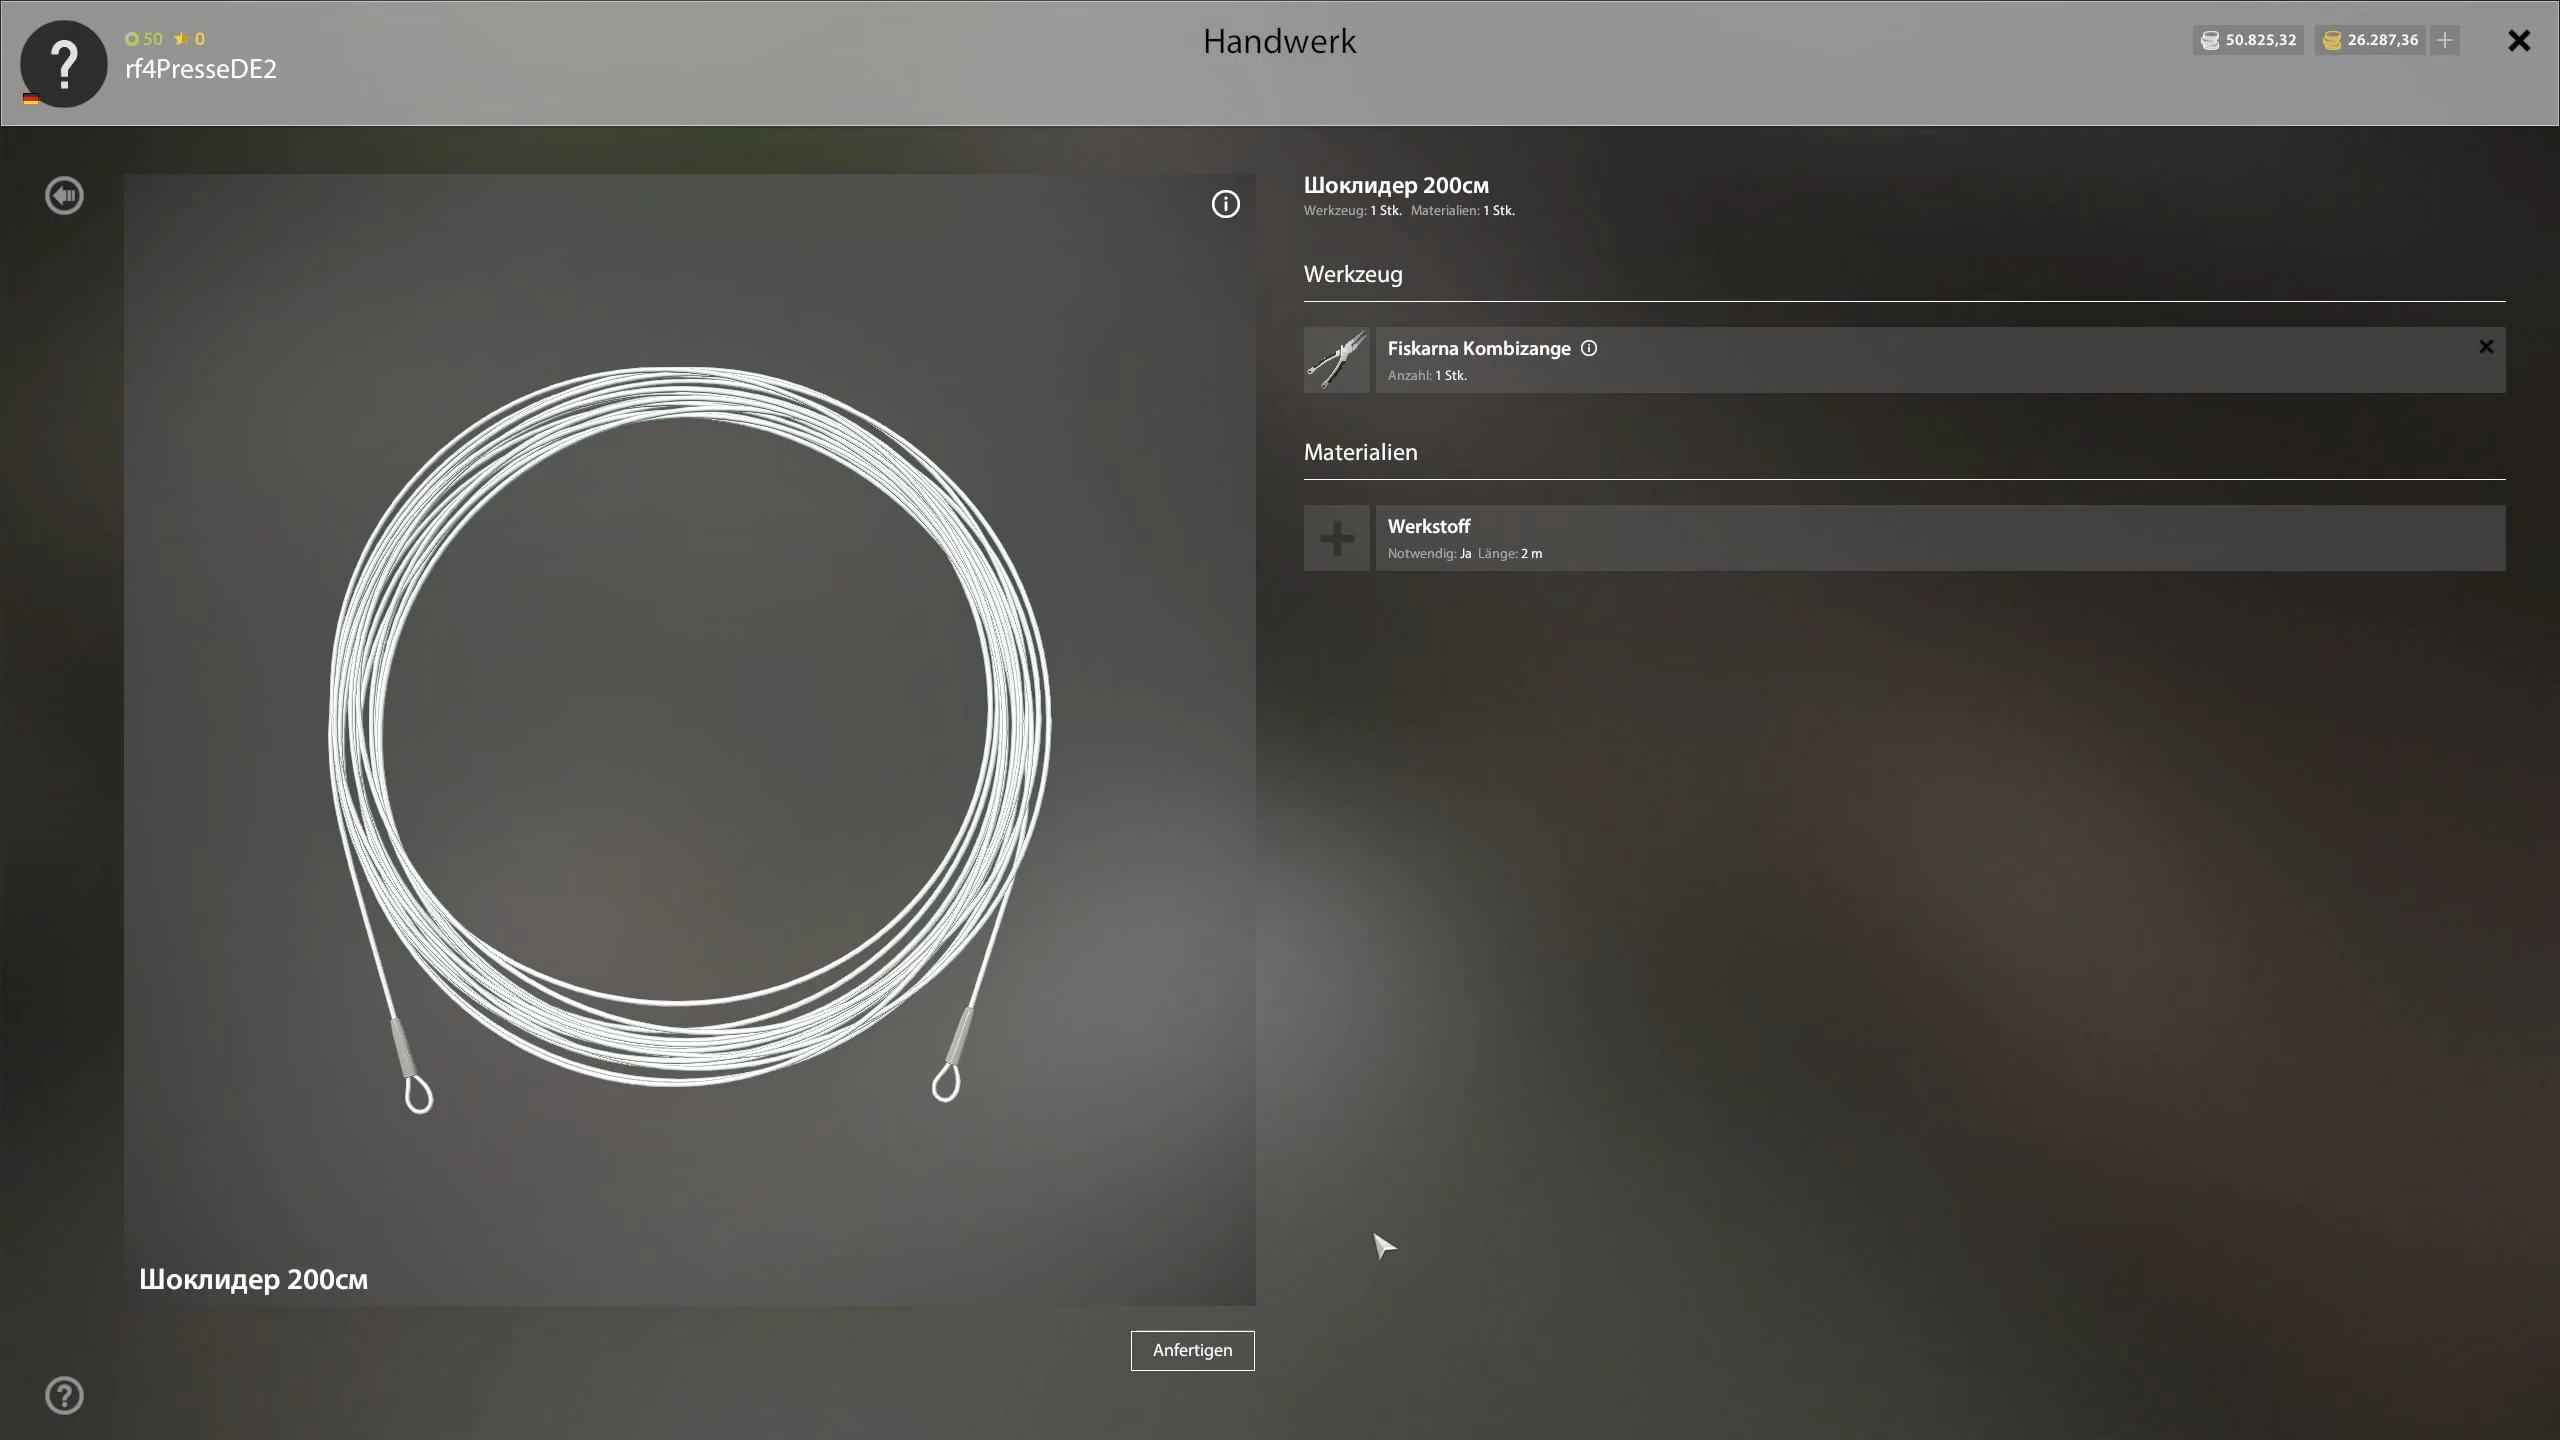 50 0
rf4PresseDE2
Handwerk
50.825,32
26.287,36
Шоклидер 200см
Werkzeug: 1 Stk. Materialien: 1 Stk.
Werkzeug
Fiskarna Kombizange
Anzahl: 1 Stk.
Materialien
Werkstoff
Notwendig: Ja Länge: 2 m
Шоклидер 200см
Anfertigen